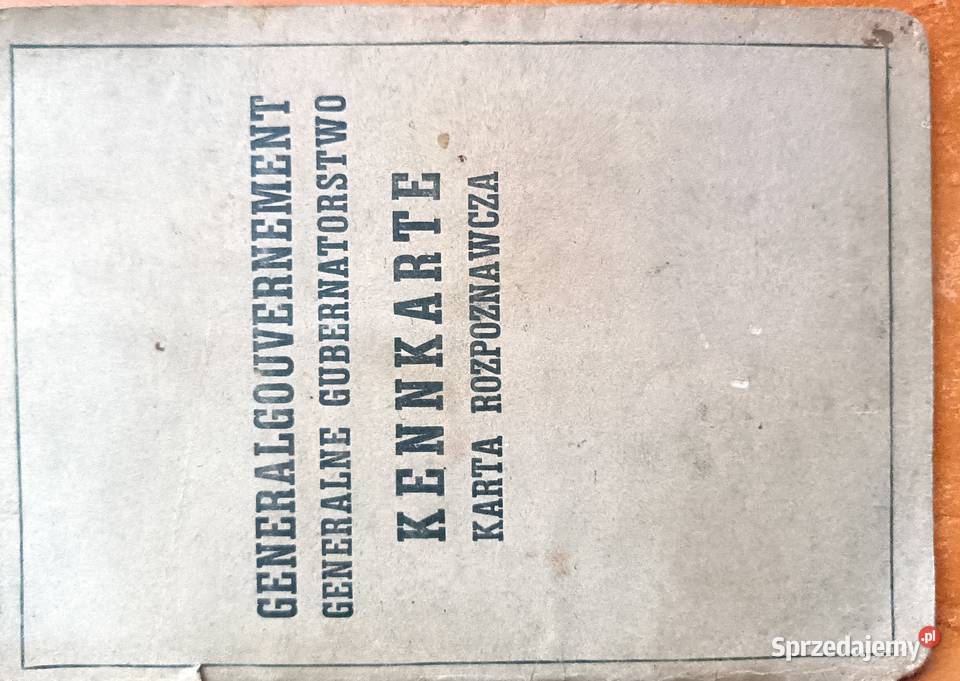 GENERALGOUVERNEMENT
GENERALNE GUBERNATORSTWO
KENNKARTE
KARTA ROZPOZNAWCZA
Sprzedajemy.pl